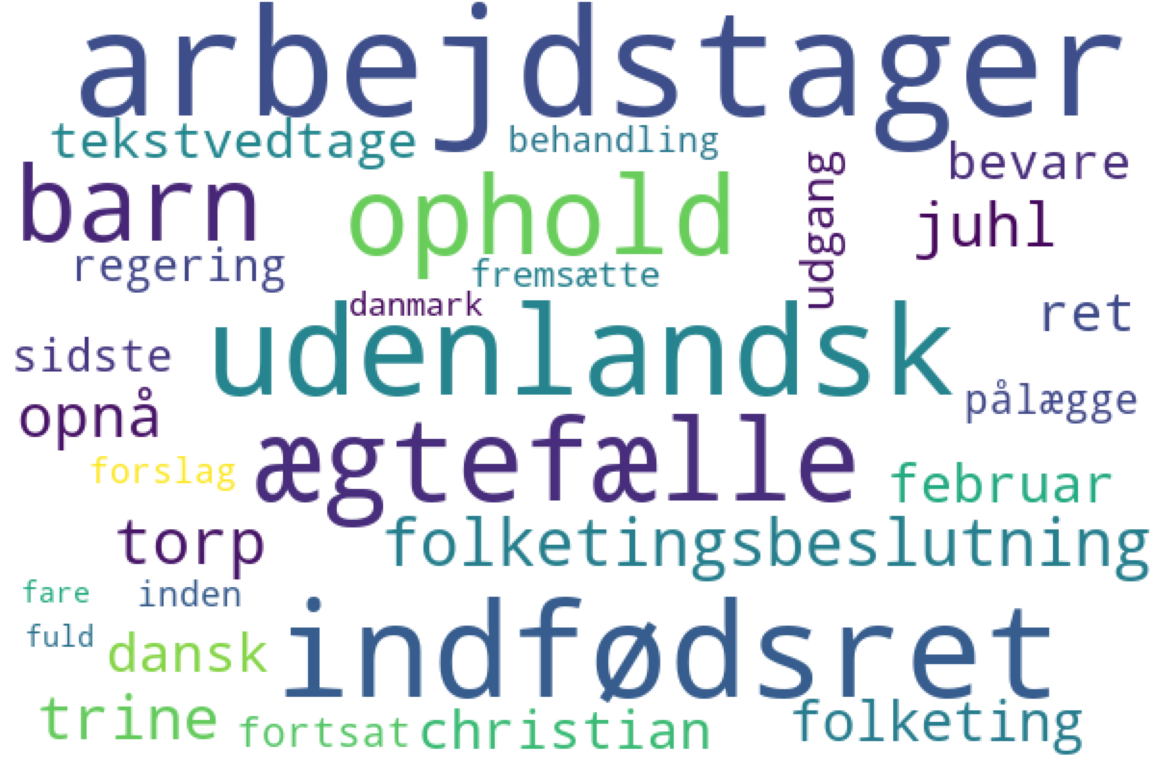 arbejdstager
tekstvedtage
behandling
bevare
barn
ophold
udgang
juhl
regering
fremsætte
danmark
udenlandsk
ret
sidste
pålægge
opnå
ægtefælle
forslag
februar
torp
folketingsbeslutning
fare
inden
indfødsret
fuld
dansk
trine
fortsat
christian
folketing